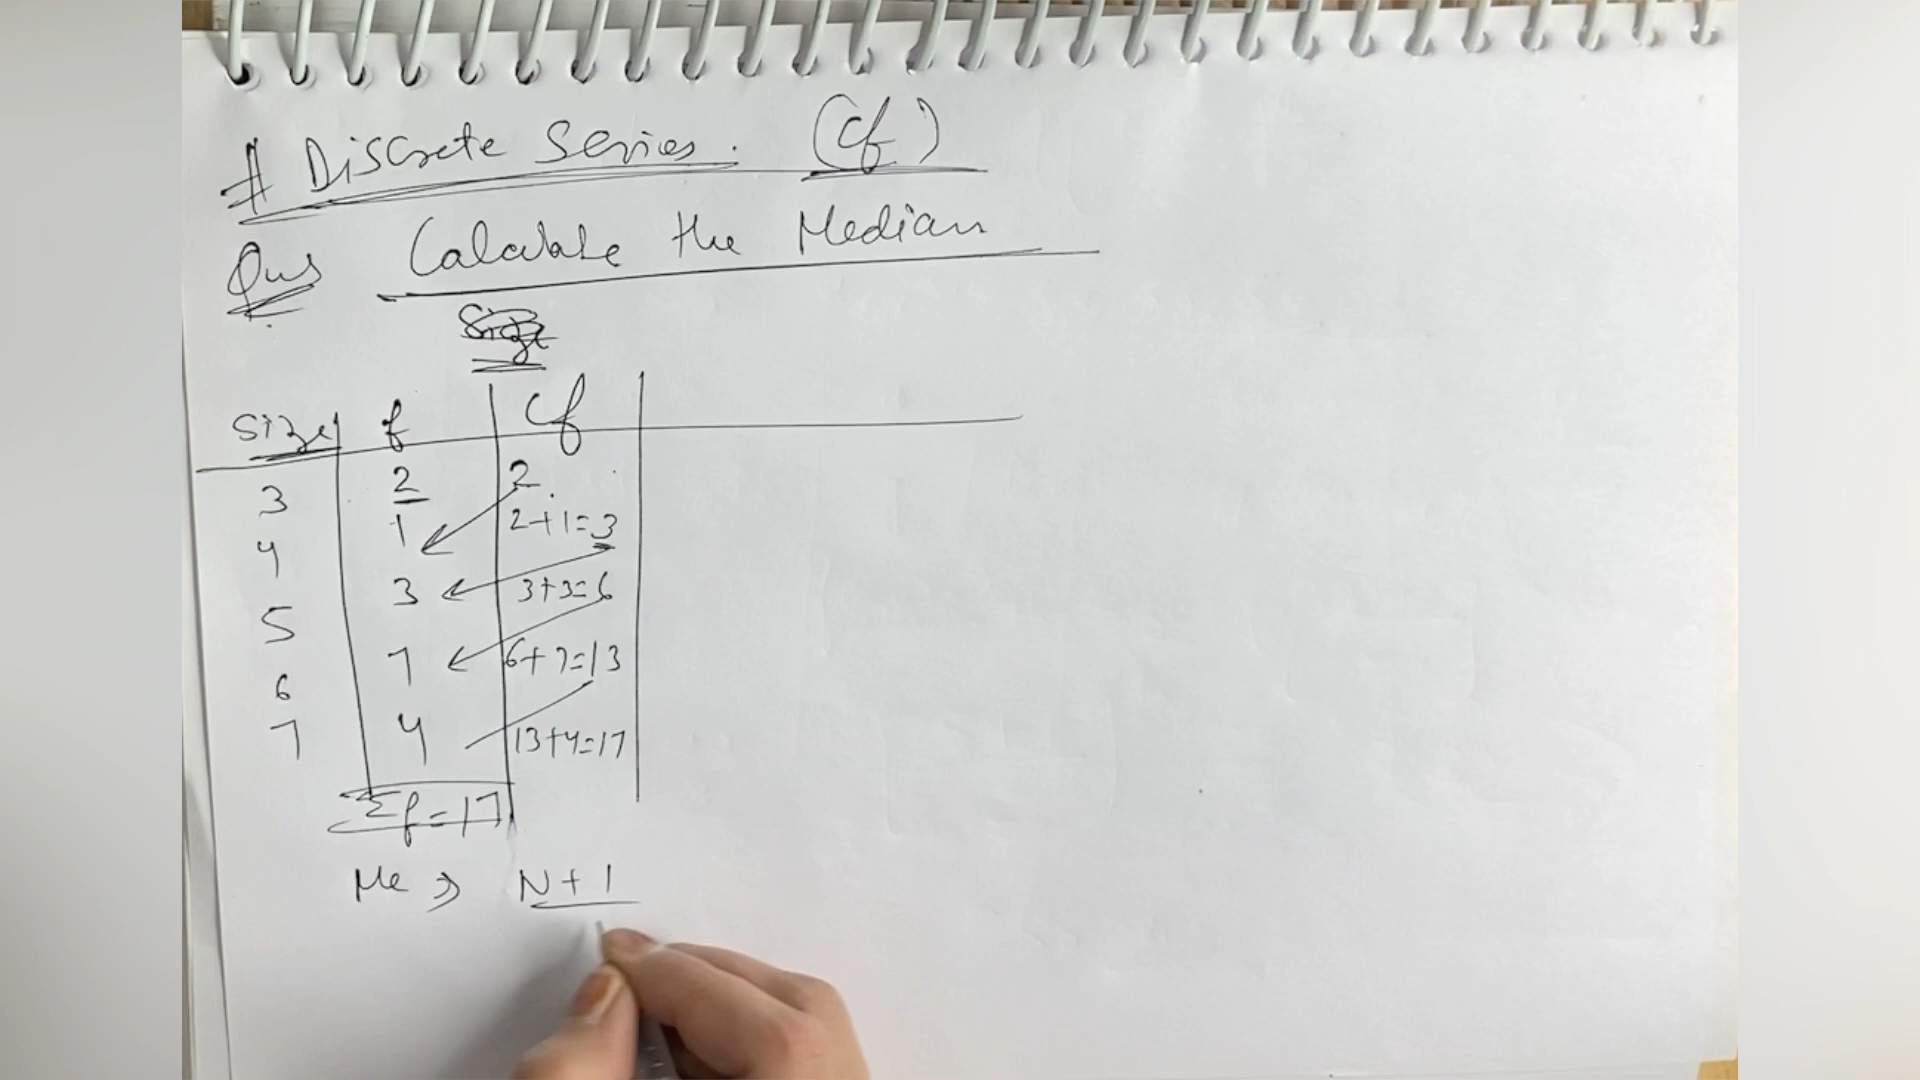 # Discrete Series. (Cf)
Qus Calculate the Median
Size
Size f Cf
3 2 2
4 1 2+1=3
5 3 3+3=6
6 7 6+7=13
7 4 13+4=17
Σf=17
Me ⇒ N+1